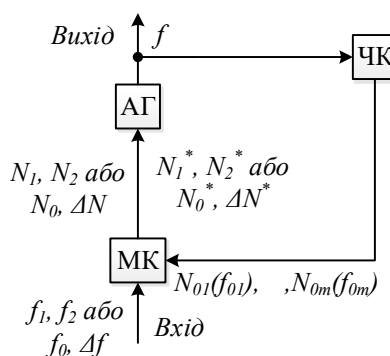 Вихід
f
ЧК
АГ
N₁, N₂ або
N₀, ΔN
N₁*, N₂* або
N₀*, ΔN*
МК
N₀₁(f₀₁), ,N₀ₘ(f₀ₘ)
f₁, f₂ або
f₀, Δf
Вхід